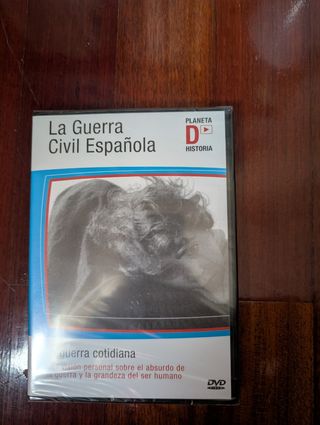 La Guerra
Civil Española
PLANETA
D
HISTORIA
guerra cotidiana
personal sobre el absurdo de
guerra y la grandeza del ser humano
DVD